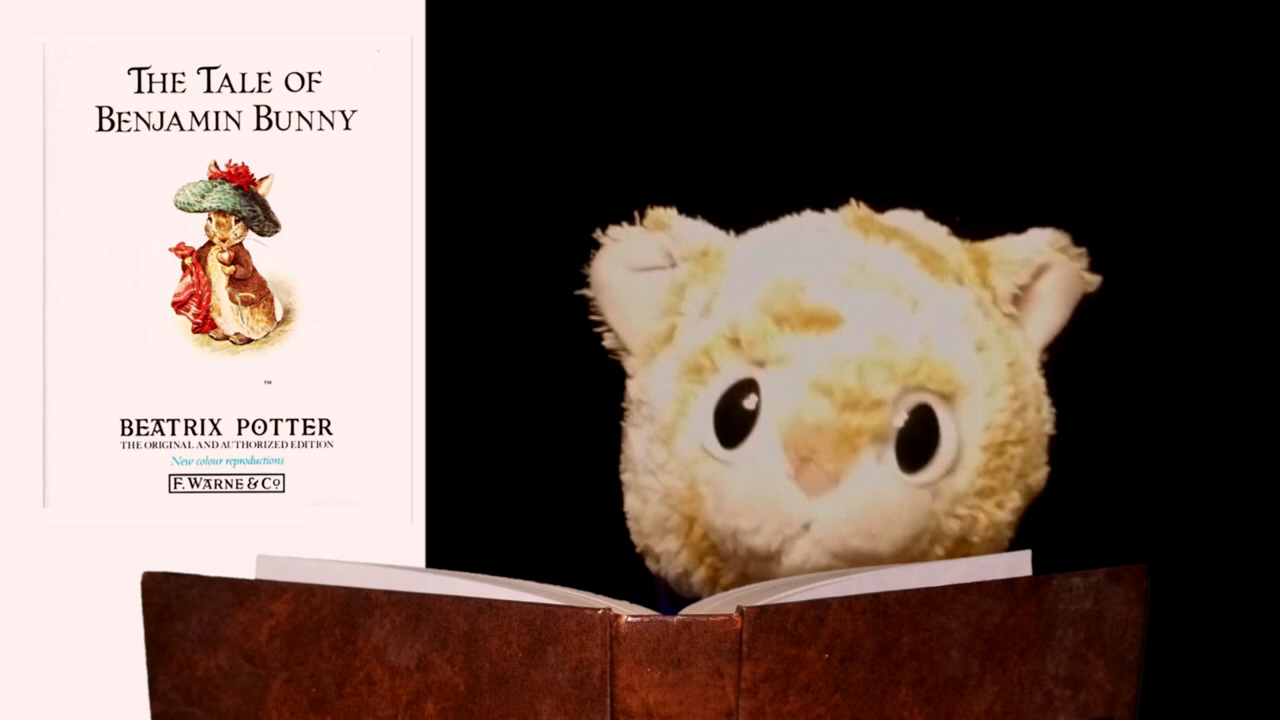 THE TALE OF
BENJAMIN BUNNY
™
BEATRIX POTTER
THE ORIGINAL AND AUTHORIZED EDITION
New colour reproductions
F. WARNE & Co